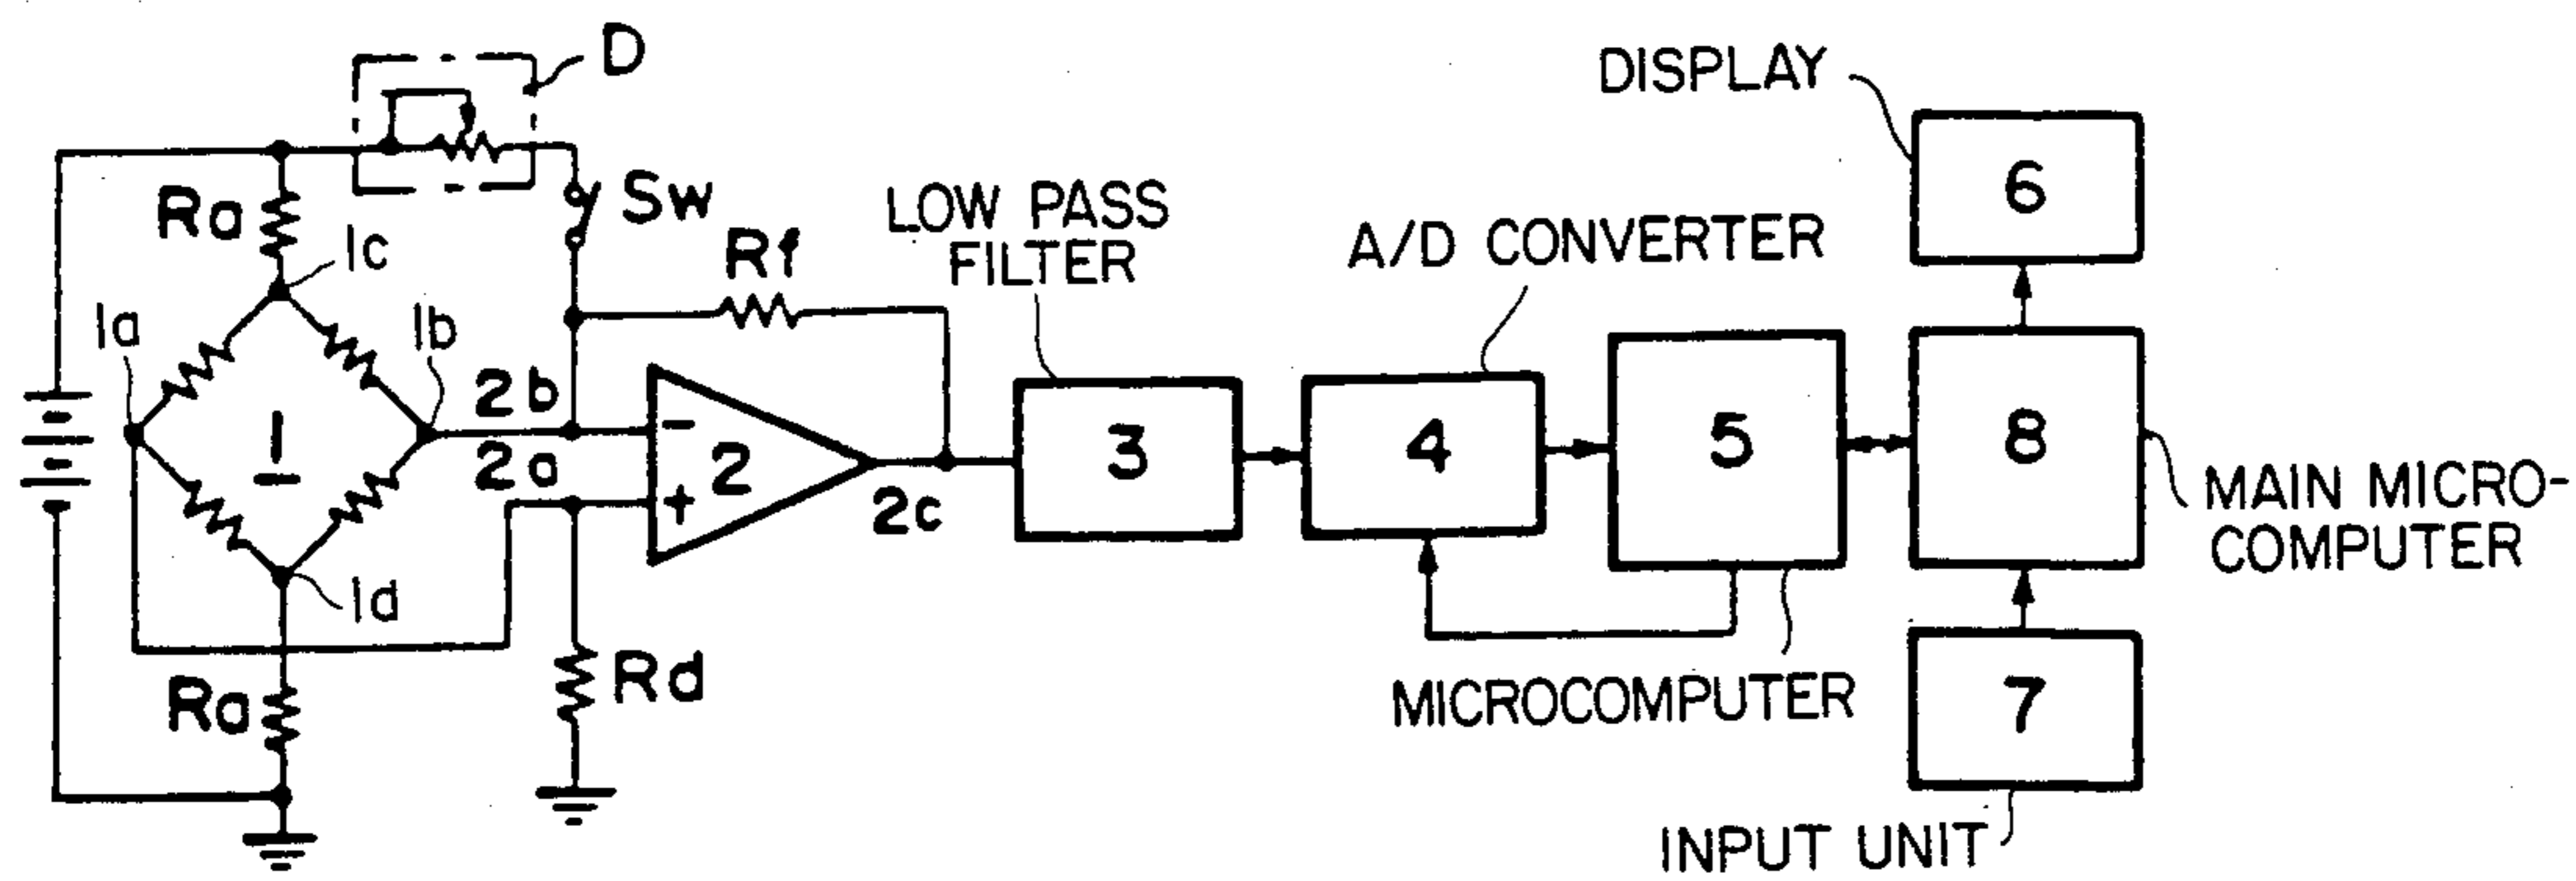 D
DISPLAY
6
Ra
Sw
LOW PASS
FILTER
A/D CONVERTER
Rf
1c
1a
1b
1
2b
2a
-
+
2
2c
3
4
5
8
MAIN MICRO-
COMPUTER
1d
Ra
Rd
MICROCOMPUTER
7
INPUT UNIT